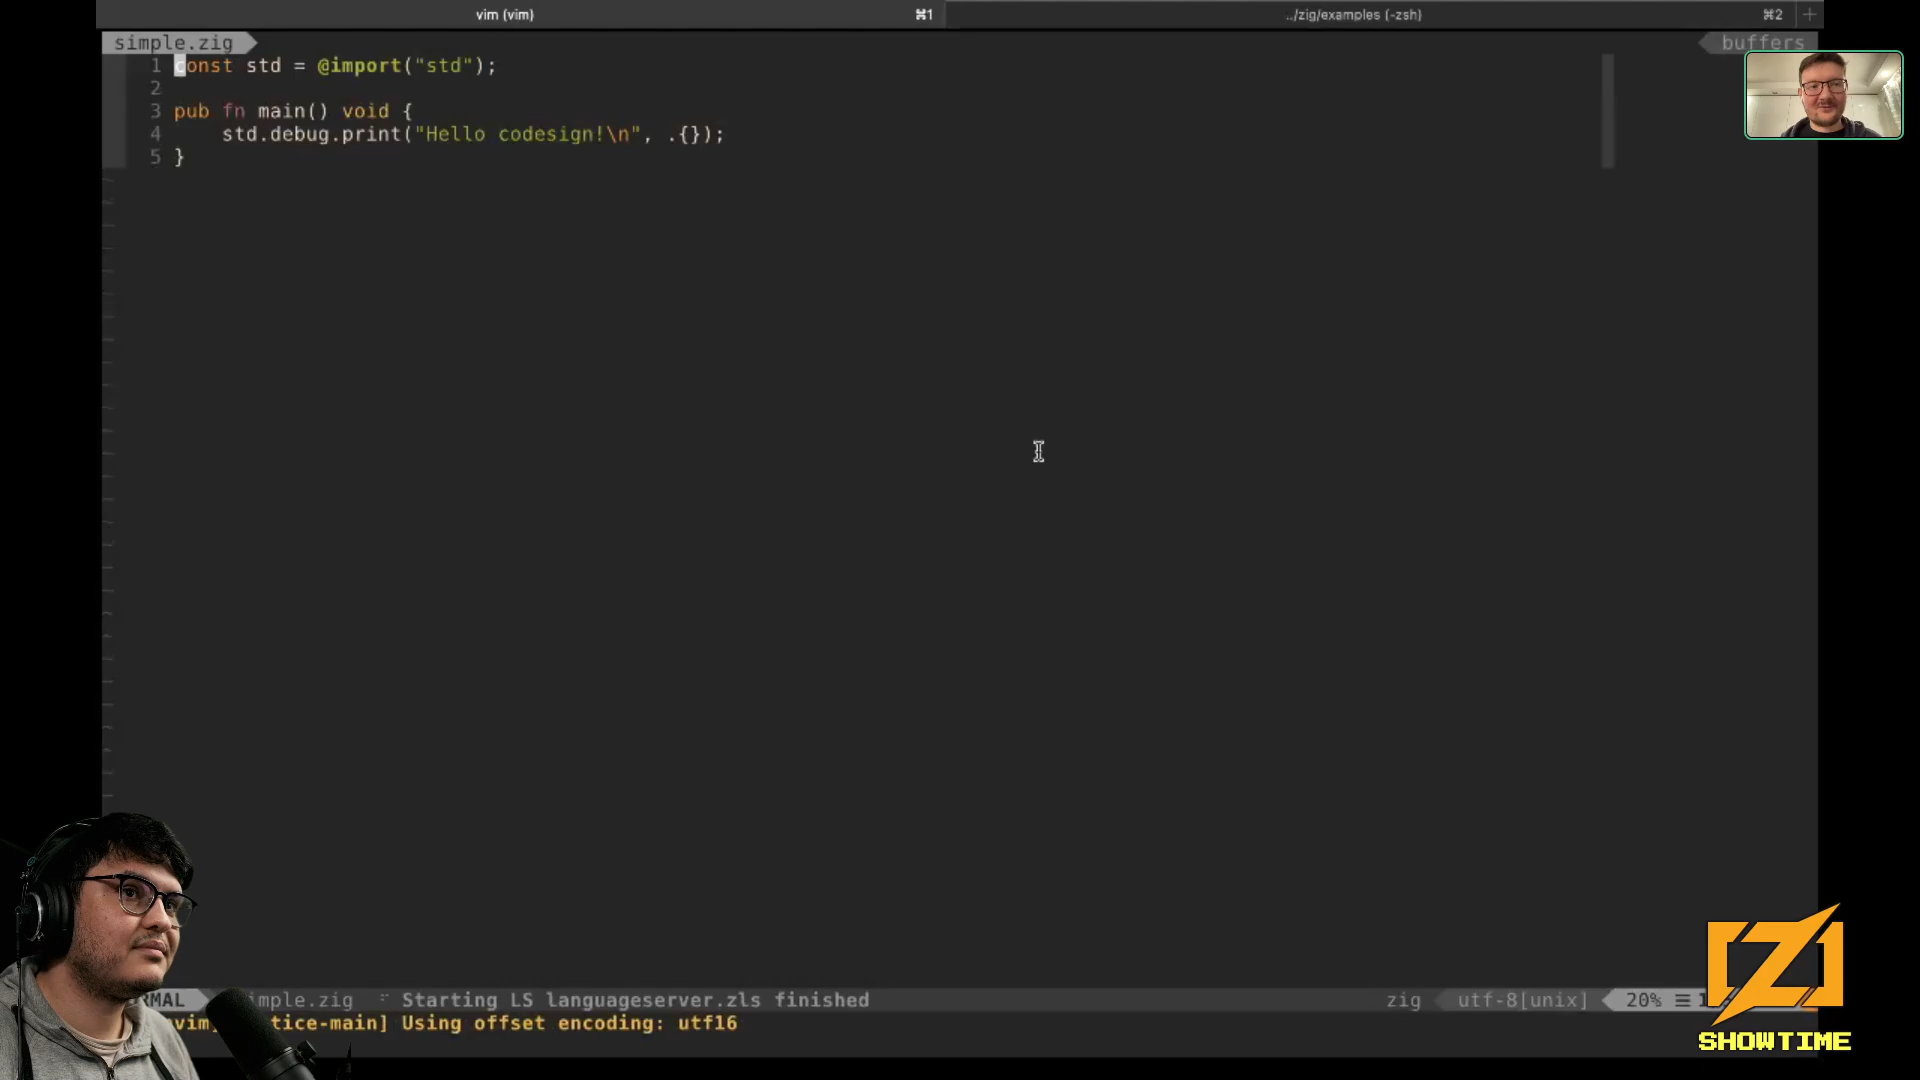 vim (vim) ⌘1 ../zig/examples (-zsh) ⌘2 +
simple.zig buffers
1 const std = @import("std");
2
3 pub fn main() void {
4 std.debug.print("Hello codesign!\n", .{});
5 }
RMAL imple.zig Starting LS languageserver.zls finished zig utf-8[unix] 20% ☰ 1
vim] tice-main] Using offset encoding: utf16
Z
SHOWTIME